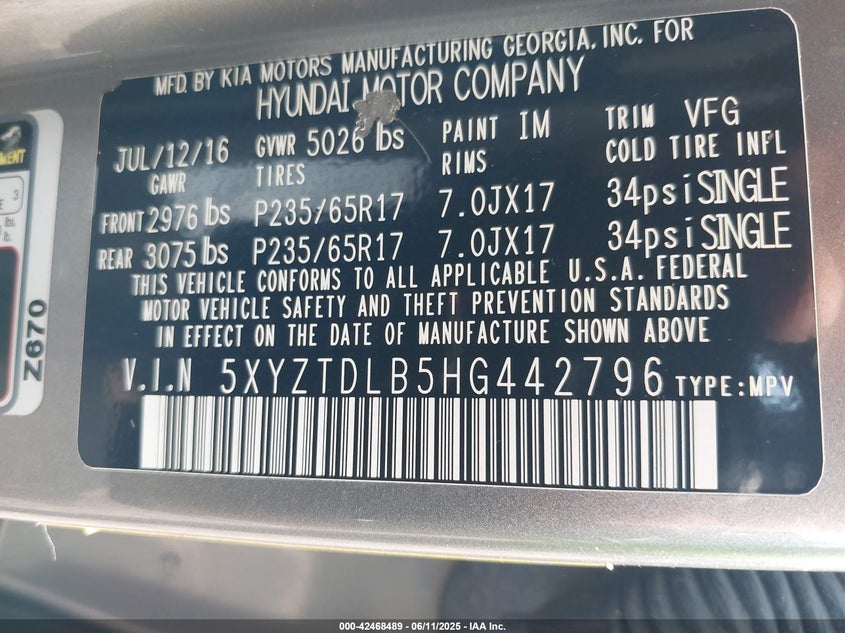 MFD. BY KIA MOTORS MANUFACTURING GEORGIA, INC. FOR
HYUNDAI MOTOR COMPANY
JUL/12/16 GVWR 5026 lbs PAINT IM TRIM VFG
GAWR TIRES RIMS COLD TIRE INFL
FRONT 2976 lbs P235/65R17 7.0JX17 34psi SINGLE
REAR 3075 lbs P235/65R17 7.0JX17 34psi SINGLE
THIS VEHICLE CONFORMS TO ALL APPLICABLE U.S.A. FEDERAL
MOTOR VEHICLE SAFETY AND THEFT PREVENTION STANDARDS
IN EFFECT ON THE DATE OF MANUFACTURE SHOWN ABOVE
V.I.N 5XYZTDLB5HG442796 TYPE:MPV
3
lbs.
lb.
Z670
000-42468489 - 06/11/2025 - IAA Inc.